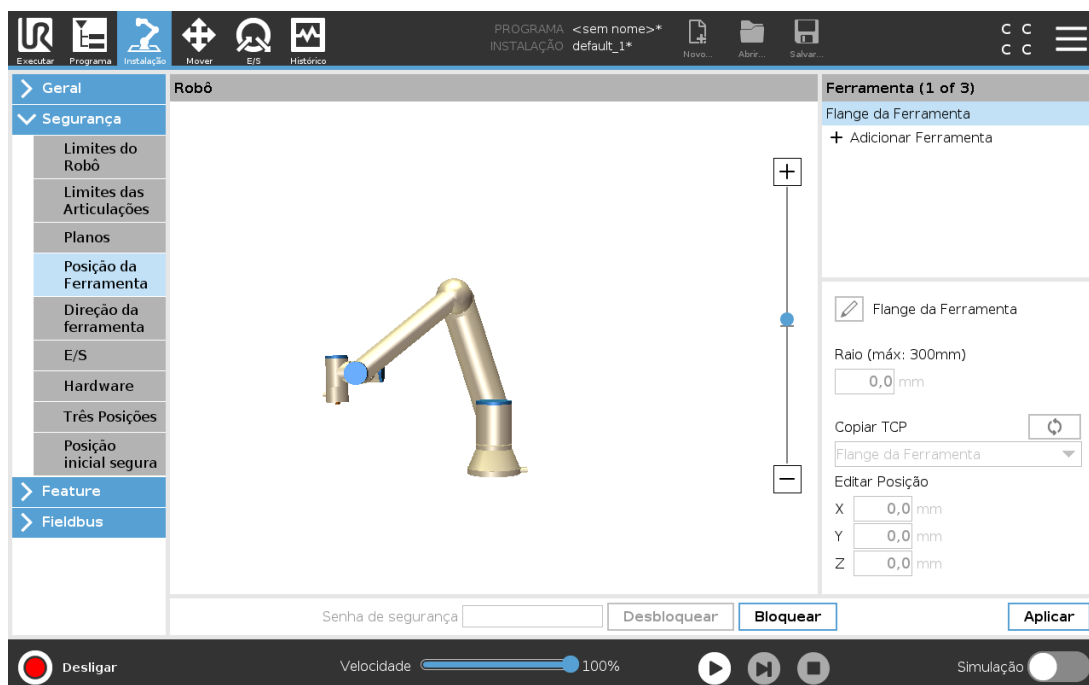 UR
Executar
Programa
Instalação
Mover
E/S
Histórico
PROGRAMA <sem nome>*
INSTALAÇÃO default_1*
Novo...
Abrir...
Salvar...
C C
C C
Geral
Segurança
Limites do
Robô
Limites das
Articulações
Planos
Posição da
Ferramenta
Direção da
ferramenta
E/S
Hardware
Três Posições
Posição
inicial segura
Feature
Fieldbus
Robô
Ferramenta (1 of 3)
Flange da Ferramenta
+ Adicionar Ferramenta
Flange da Ferramenta
Raio (máx: 300mm)
0,0 mm
Copiar TCP
Flange da Ferramenta
Editar Posição
X 0,0 mm
Y 0,0 mm
Z 0,0 mm
Senha de segurança
Desbloquear
Bloquear
Aplicar
Desligar
Velocidade 100%
Simulação